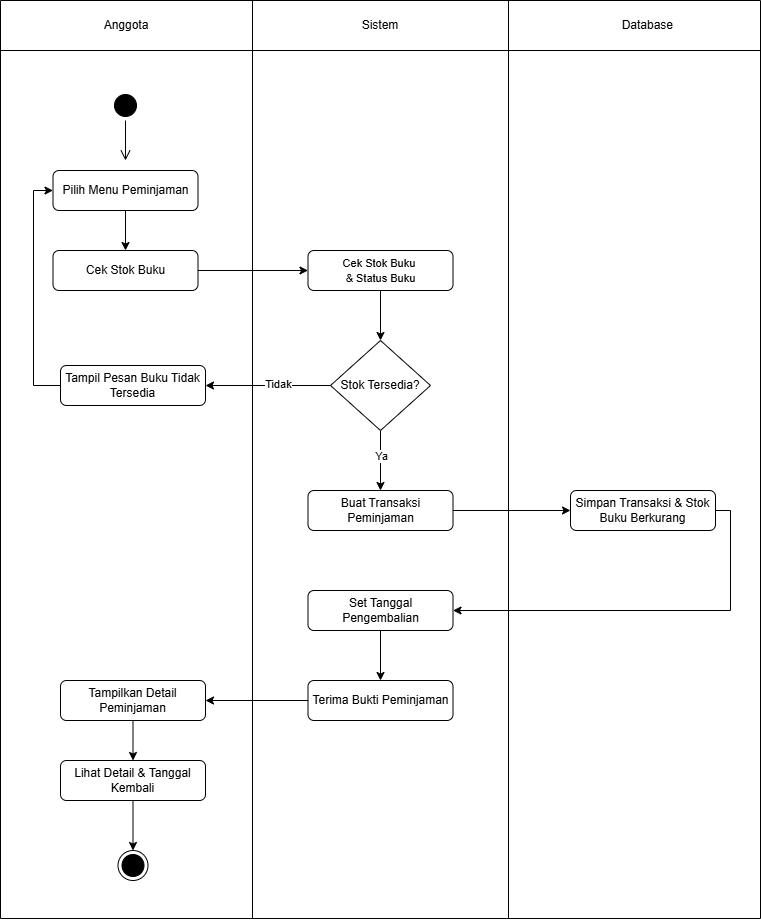 Anggota
Sistem
Database
Pilih Menu Peminjaman
Cek Stok Buku
Cek Stok Buku
& Status Buku
Tampil Pesan Buku Tidak
Tersedia
Tidak
Stok Tersedia?
Ya
Buat Transaksi
Peminjaman
Simpan Transaksi & Stok
Buku Berkurang
Set Tanggal
Pengembalian
Tampilkan Detail
Peminjaman
Terima Bukti Peminjaman
Lihat Detail & Tanggal
Kembali